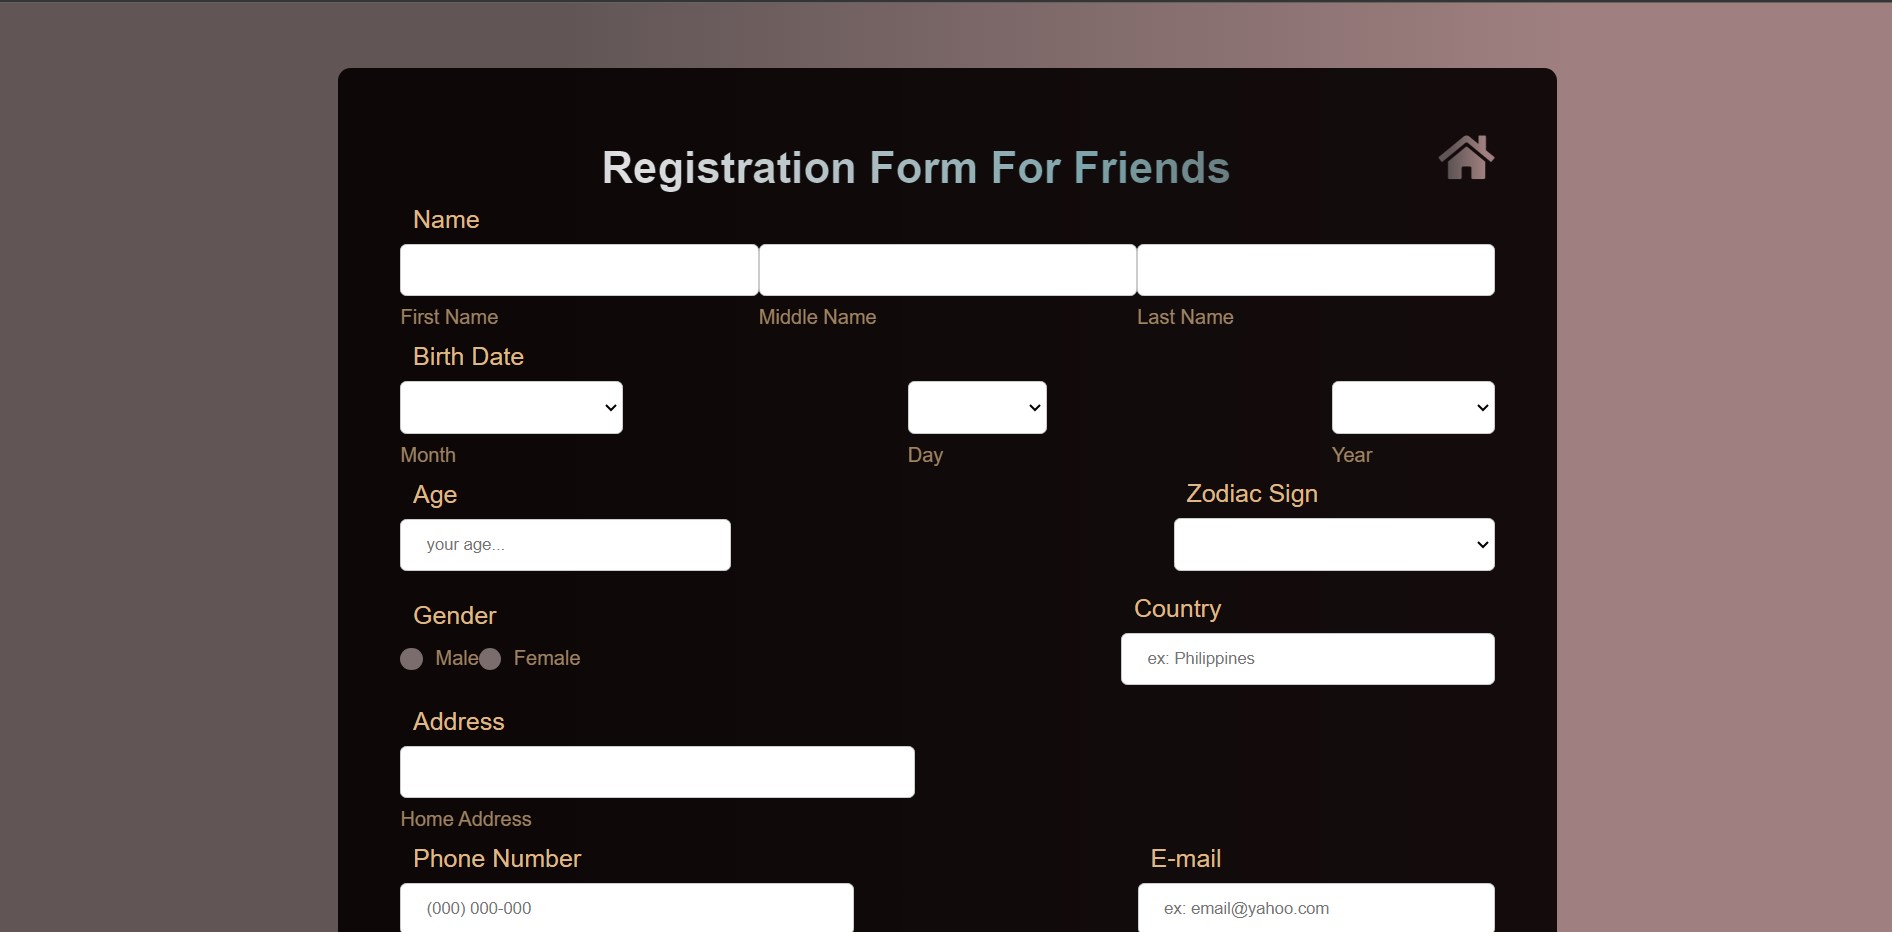 Registration Form For Friends
Name
First Name Middle Name Last Name
Birth Date
Month Day Year
Age Zodiac Sign
your age...
Gender Country
Male Female ex: Philippines
Address
Home Address
Phone Number E-mail
(000) 000-000 ex: email@yahoo.com